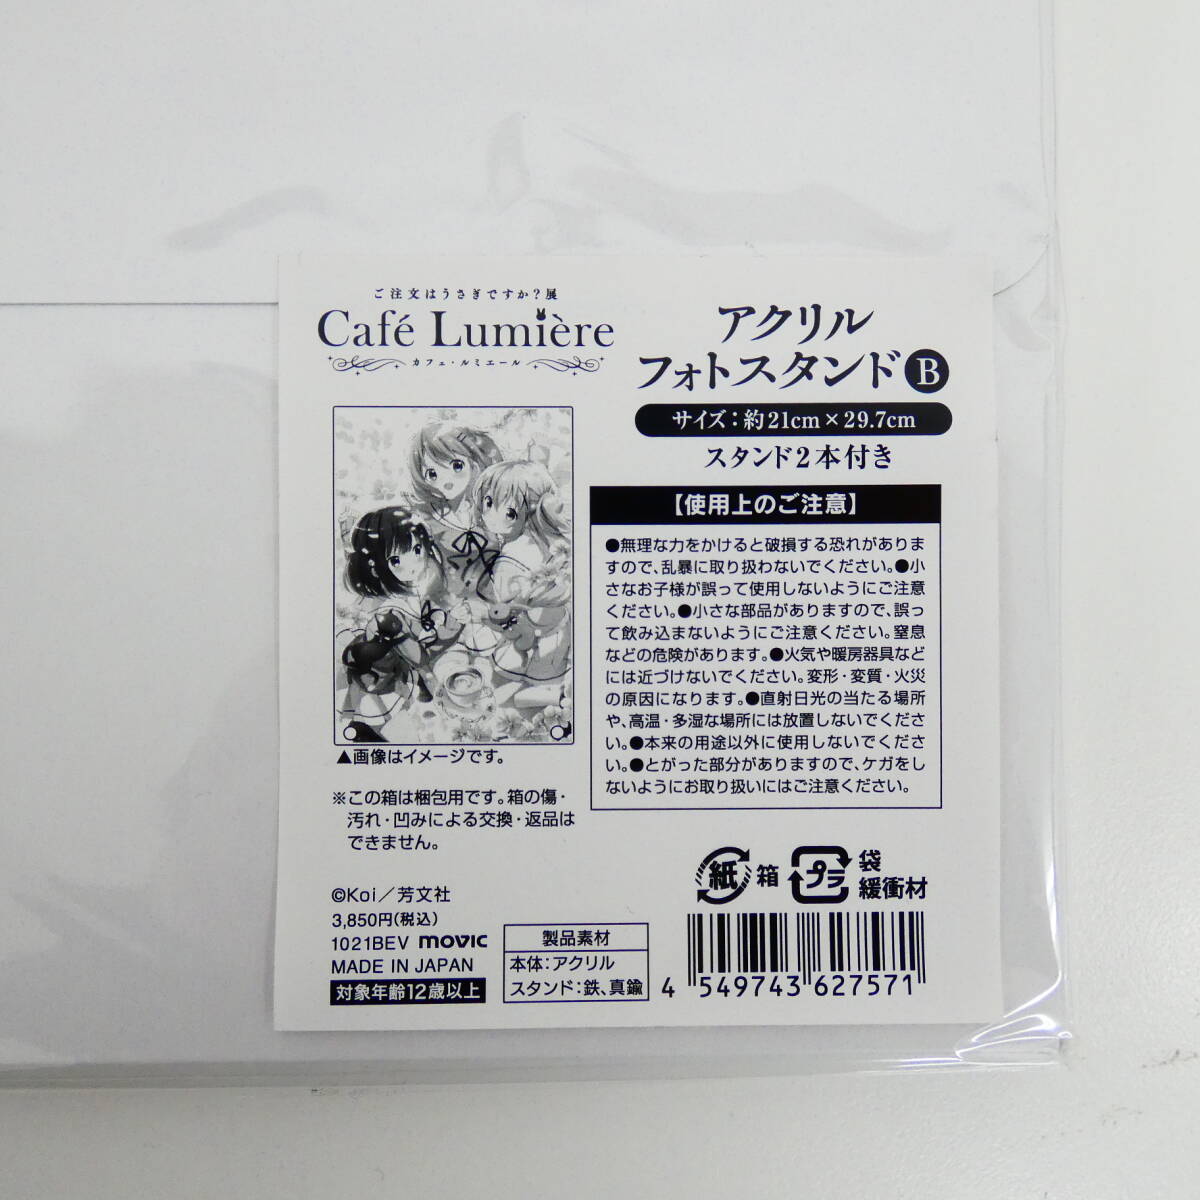 ご注文はうさぎですか？展
Café Lumière
カフェ・ルミエール
アクリル
フォトスタンド B
サイズ：約21cm×29.7cm
スタンド2本付き
【使用上のご注意】
●無理な力をかけると破損する恐れがありま
すので、乱暴に取り扱わないでください。●小
さなお子様が誤って使用しないようにご注意
ください。●小さな部品がありますので、誤っ
て飲み込まないようにご注意ください。窒息
などの危険があります。●火気や暖房器具など
には近づけないでください。変形・変質・火災
の原因になります。●直射日光の当たる場所
や、高温・多湿な場所には放置しないでくださ
い。●本来の用途以外に使用しないでくださ
い。●とがった部分がありますので、ケガをし
ないようにお取り扱いにはご注意ください。
▲画像はイメージです。
※この箱は梱包用です。箱の傷・
汚れ・凹みによる交換・返品は
できません。
©Koi／芳文社
3,850円(税込)
1021BEV movic
MADE IN JAPAN
対象年齢12歳以上
製品素材
本体：アクリル
スタンド：鉄、真鍮
紙 箱
プラ 袋
緩衝材
4 549743 627571